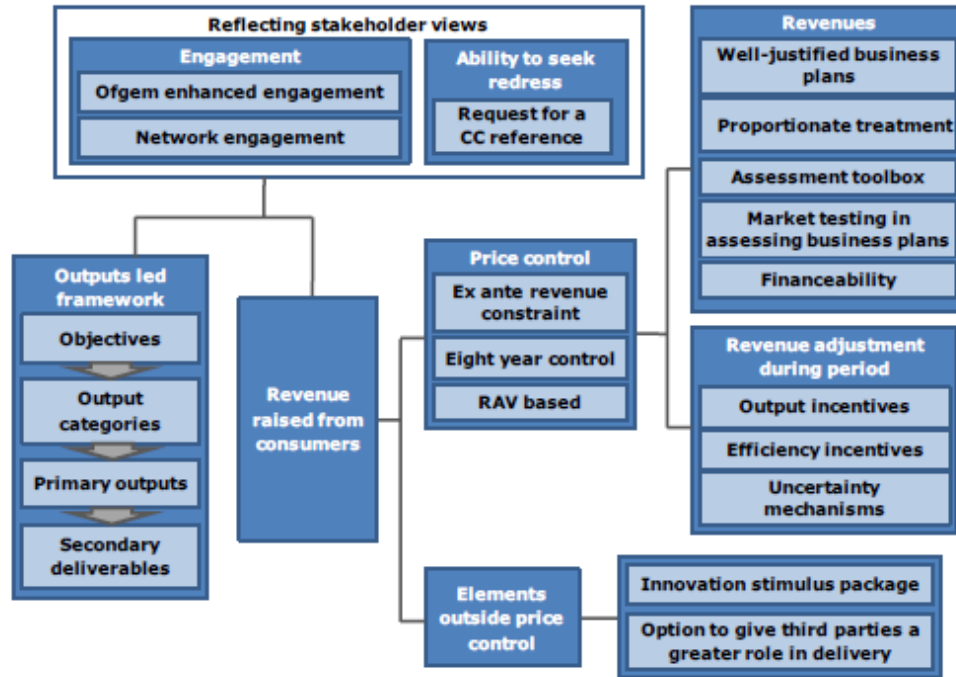 Reflecting stakeholder views
Engagement
Ofgem enhanced engagement
Network engagement
Ability to seek
redress
Request for a
CC reference
Outputs led
framework
Objectives
Output
categories
Primary outputs
Secondary
deliverables
Revenue
raised from
consumers
Price control
Ex ante revenue
constraint
Eight year control
RAV based
Elements
outside price
control
Revenues
Well-justified business
plans
Proportionate treatment
Assessment toolbox
Market testing in
assessing business plans
Financeability
Revenue adjustment
during period
Output incentives
Efficiency incentives
Uncertainty
mechanisms
Innovation stimulus package
Option to give third parties a
greater role in delivery